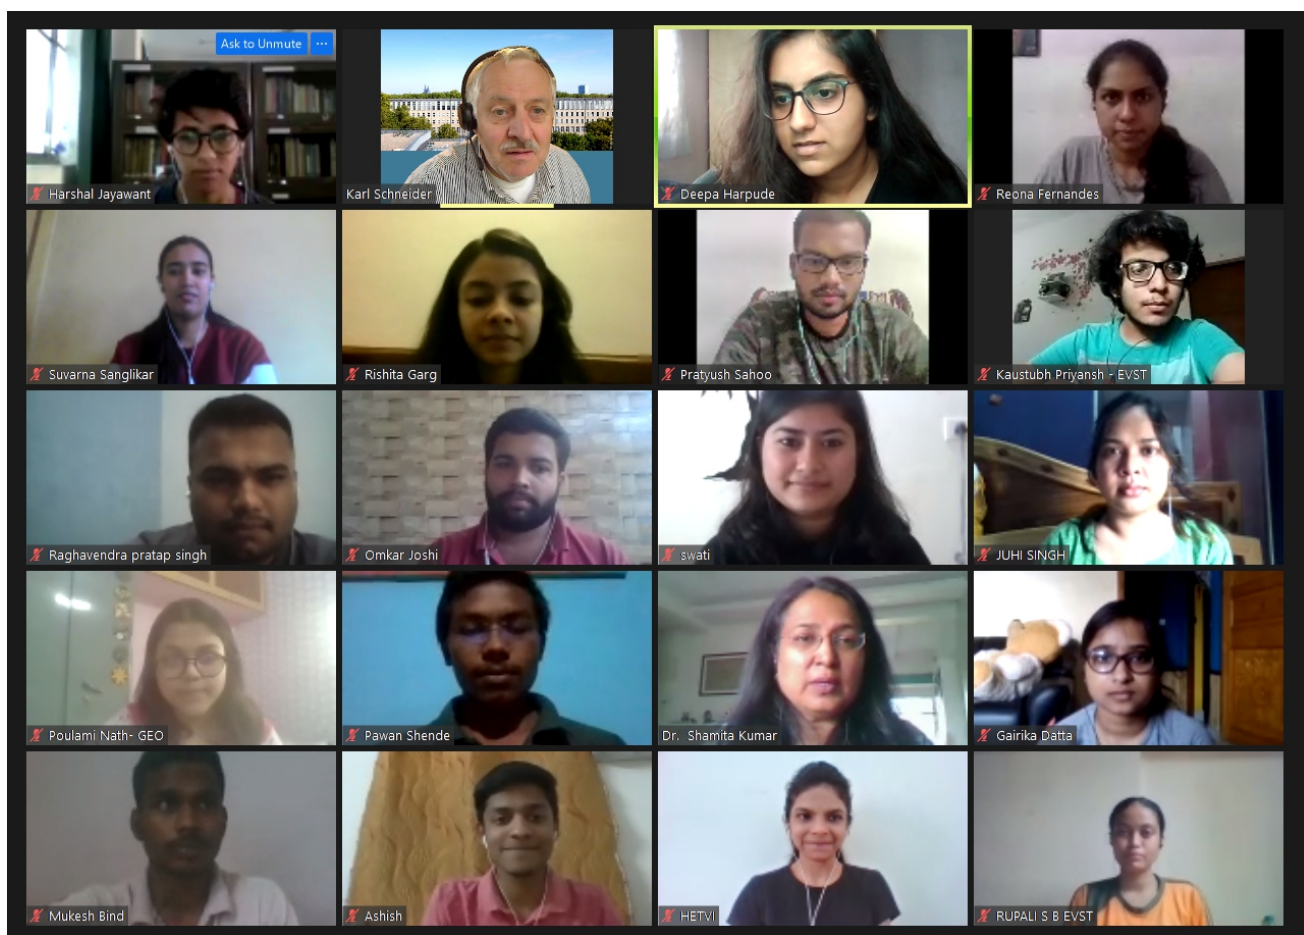 Ask to Unmute ...
Harshal Jayawant
Karl Schneider
Deepa Harpude
Reona Fernandes
Suvarna Sanglikar
Rishita Garg
Pratyush Sahoo
Kaustubh Priyansh - EVST
Raghavendra pratap singh
Omkar Joshi
swati
JUHI SINGH
Poulami Nath- GEO
Pawan Shende
Dr. Shamita Kumar
Gairika Datta
Mukesh Bind
Ashish
HETVI
RUPALI S B EVST